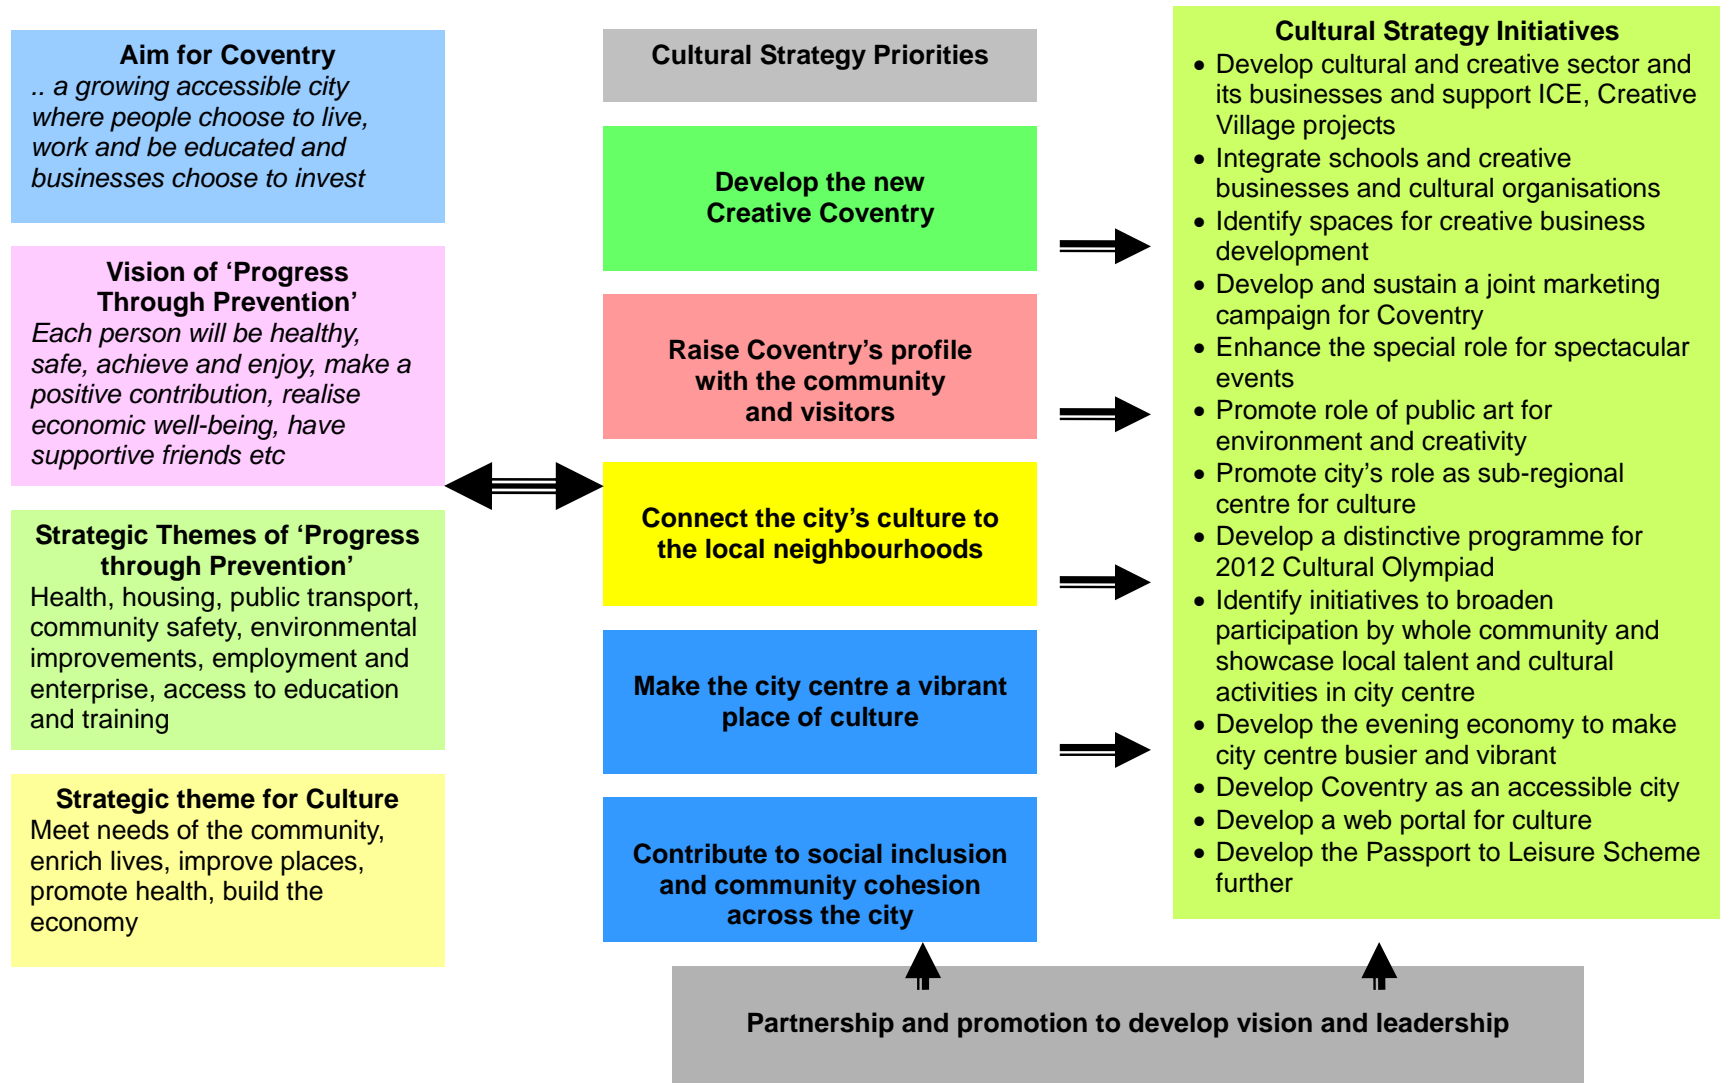 Aim for Coventry
.. a growing accessible city
where people choose to live,
work and be educated and
businesses choose to invest
Vision of ‘Progress
Through Prevention’
Each person will be healthy,
safe, achieve and enjoy, make a
positive contribution, realise
economic well-being, have
supportive friends etc
Strategic Themes of ‘Progress
through Prevention’
Health, housing, public transport,
community safety, environmental
improvements, employment and
enterprise, access to education
and training
Strategic theme for Culture
Meet needs of the community,
enrich lives, improve places,
promote health, build the
economy
Cultural Strategy Priorities
Develop the new
Creative Coventry
Raise Coventry’s profile
with the community
and visitors
Connect the city’s culture to
the local neighbourhoods
Make the city centre a vibrant
place of culture
Contribute to social inclusion
and community cohesion
across the city
Cultural Strategy Initiatives
• Develop cultural and creative sector and
its businesses and support ICE, Creative
Village projects
• Integrate schools and creative
businesses and cultural organisations
• Identify spaces for creative business
development
• Develop and sustain a joint marketing
campaign for Coventry
• Enhance the special role for spectacular
events
• Promote role of public art for
environment and creativity
• Promote city’s role as sub-regional
centre for culture
• Develop a distinctive programme for
2012 Cultural Olympiad
• Identify initiatives to broaden
participation by whole community and
showcase local talent and cultural
activities in city centre
• Develop the evening economy to make
city centre busier and vibrant
• Develop Coventry as an accessible city
• Develop a web portal for culture
• Develop the Passport to Leisure Scheme
further
Partnership and promotion to develop vision and leadership